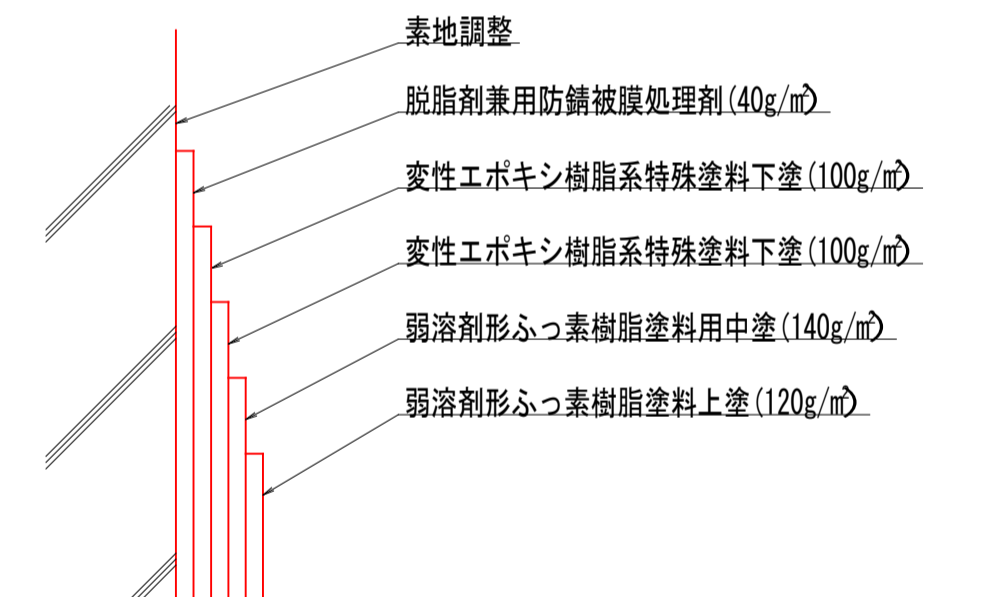 素地調整
脱脂剤兼用防錆被膜処理剤(40g/㎡)
変性エポキシ樹脂系特殊塗料下塗(100g/㎡)
変性エポキシ樹脂系特殊塗料下塗(100g/㎡)
弱溶剤形ふっ素樹脂塗料用中塗(140g/㎡)
弱溶剤形ふっ素樹脂塗料上塗(120g/㎡)